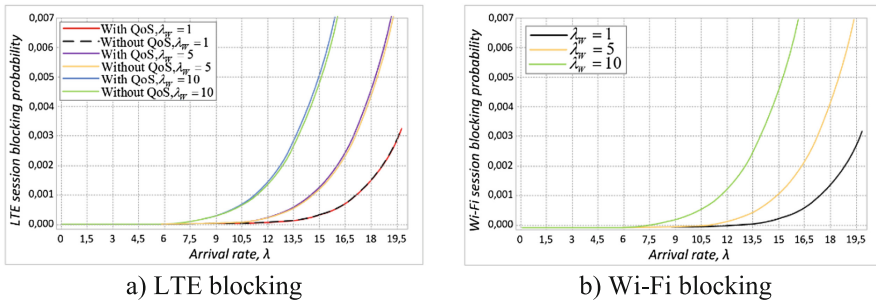 LTE session blocking probability
0,007
0,006
0,005
0,004
0,003
0,002
0,001
0,000
With QoS,λW = 1
Without QoS,λW = 1
With QoS,λW = 5
Without QoS,λW = 5
With QoS,λW = 10
Without QoS,λW = 10
0 1,5 3 4,5 6 7,5 9 10,5 12 13,5 15 16,5 18 19,5
Arrival rate, λ
a) LTE blocking
Wi-Fi session blocking probability
0,007
0,006
0,005
0,004
0,003
0,002
0,001
0,000
λW = 1
λW = 5
λW = 10
0 1,5 3 4,5 6 7,5 9 10,5 12 13,5 15 16,5 18 19,5
Arrival rate, λ
b) Wi-Fi blocking